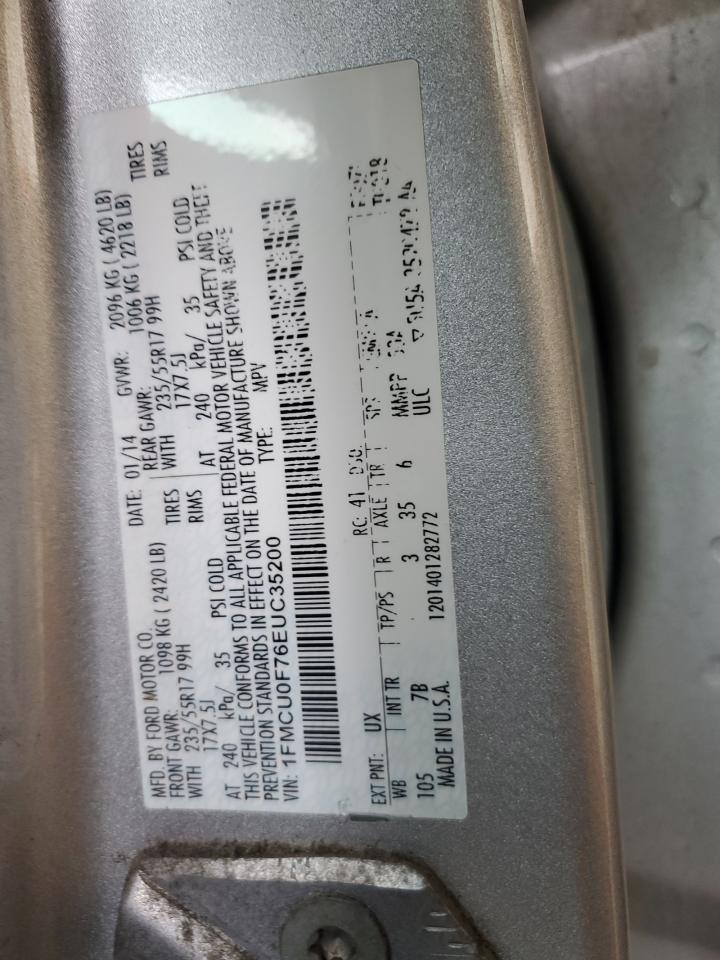 MFD. BY FORD MOTOR CO. DATE: 01/14 GVWR: 2096 KG ( 4620 LB)
FRONT GAWR: 1098 KG ( 2420 LB) REAR GAWR: 1006 KG ( 2218 LB)
WITH 235/55R17 99H TIRES WITH 235/55R17 99H TIRES
17X7.5J RIMS 17X7.5J RIMS
AT 240 kPa/ 35 PSI COLD AT 240 kPa/ 35 PSI COLD
THIS VEHICLE CONFORMS TO ALL APPLICABLE FEDERAL MOTOR VEHICLE SAFETY AND THEFT
PREVENTION STANDARDS IN EFFECT ON THE DATE OF MANUFACTURE SHOWN ABOVE
VIN: 1FMCU0F76EUC35200 TYPE: MPV
EXT PNT: UX RC: 41
WB INT TR TP/PS R AXLE TR
105 7B 3 35 6 ULC
MADE IN U.S.A. 1201401282772